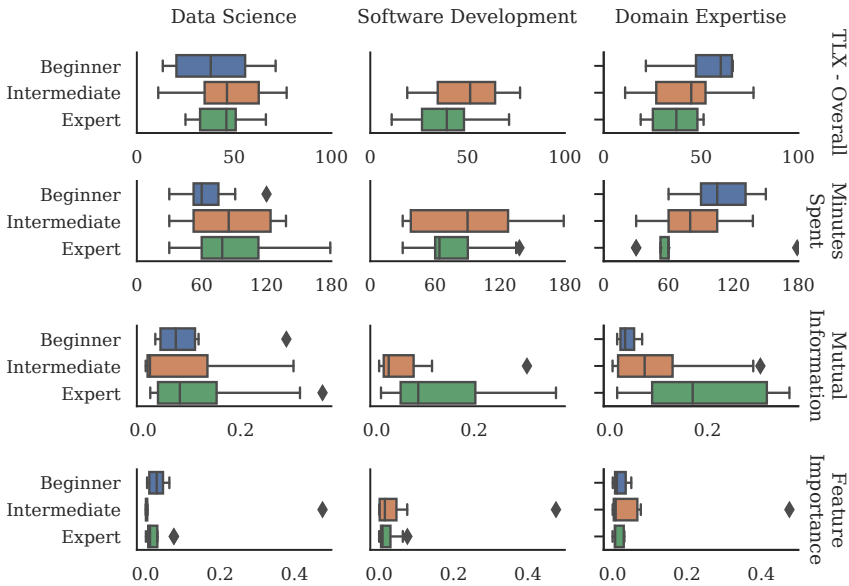 Data Science Software Development Domain Expertise
Beginner
Intermediate
Expert
0 50 100 0 50 100 0 50 100
TLX - Overall
Beginner
Intermediate
Expert
0 60 120 180 0 60 120 180 0 60 120 180
Minutes
Spent
Beginner
Intermediate
Expert
0.0 0.2 0.0 0.2 0.0 0.2
Mutual
Information
Beginner
Intermediate
Expert
0.0 0.2 0.4 0.0 0.2 0.4 0.0 0.2 0.4
Feature
Importance